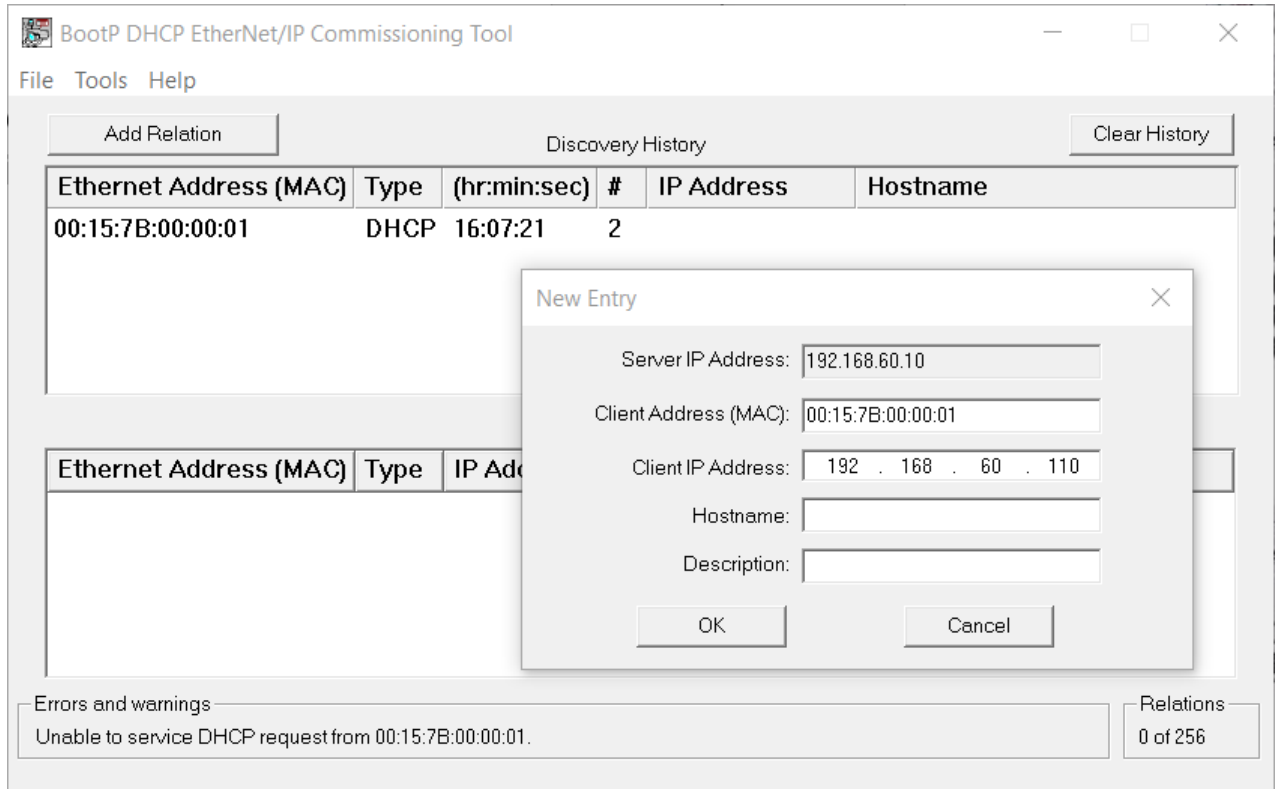 BootP DHCP EtherNet/IP Commissioning Tool
File Tools Help
Add Relation
Discovery History
Clear History
Ethernet Address (MAC) Type (hr:min:sec) # IP Address Hostname
00:15:7B:00:00:01 DHCP 16:07:21 2
New Entry
Server IP Address: 192.168.60.10
Client Address (MAC): 00:15:7B:00:00:01
Client IP Address: 192 . 168 . 60 . 110
Hostname:
Description:
OK Cancel
Ethernet Address (MAC) Type IP Add
Errors and warnings
Unable to service DHCP request from 00:15:7B:00:00:01.
Relations
0 of 256